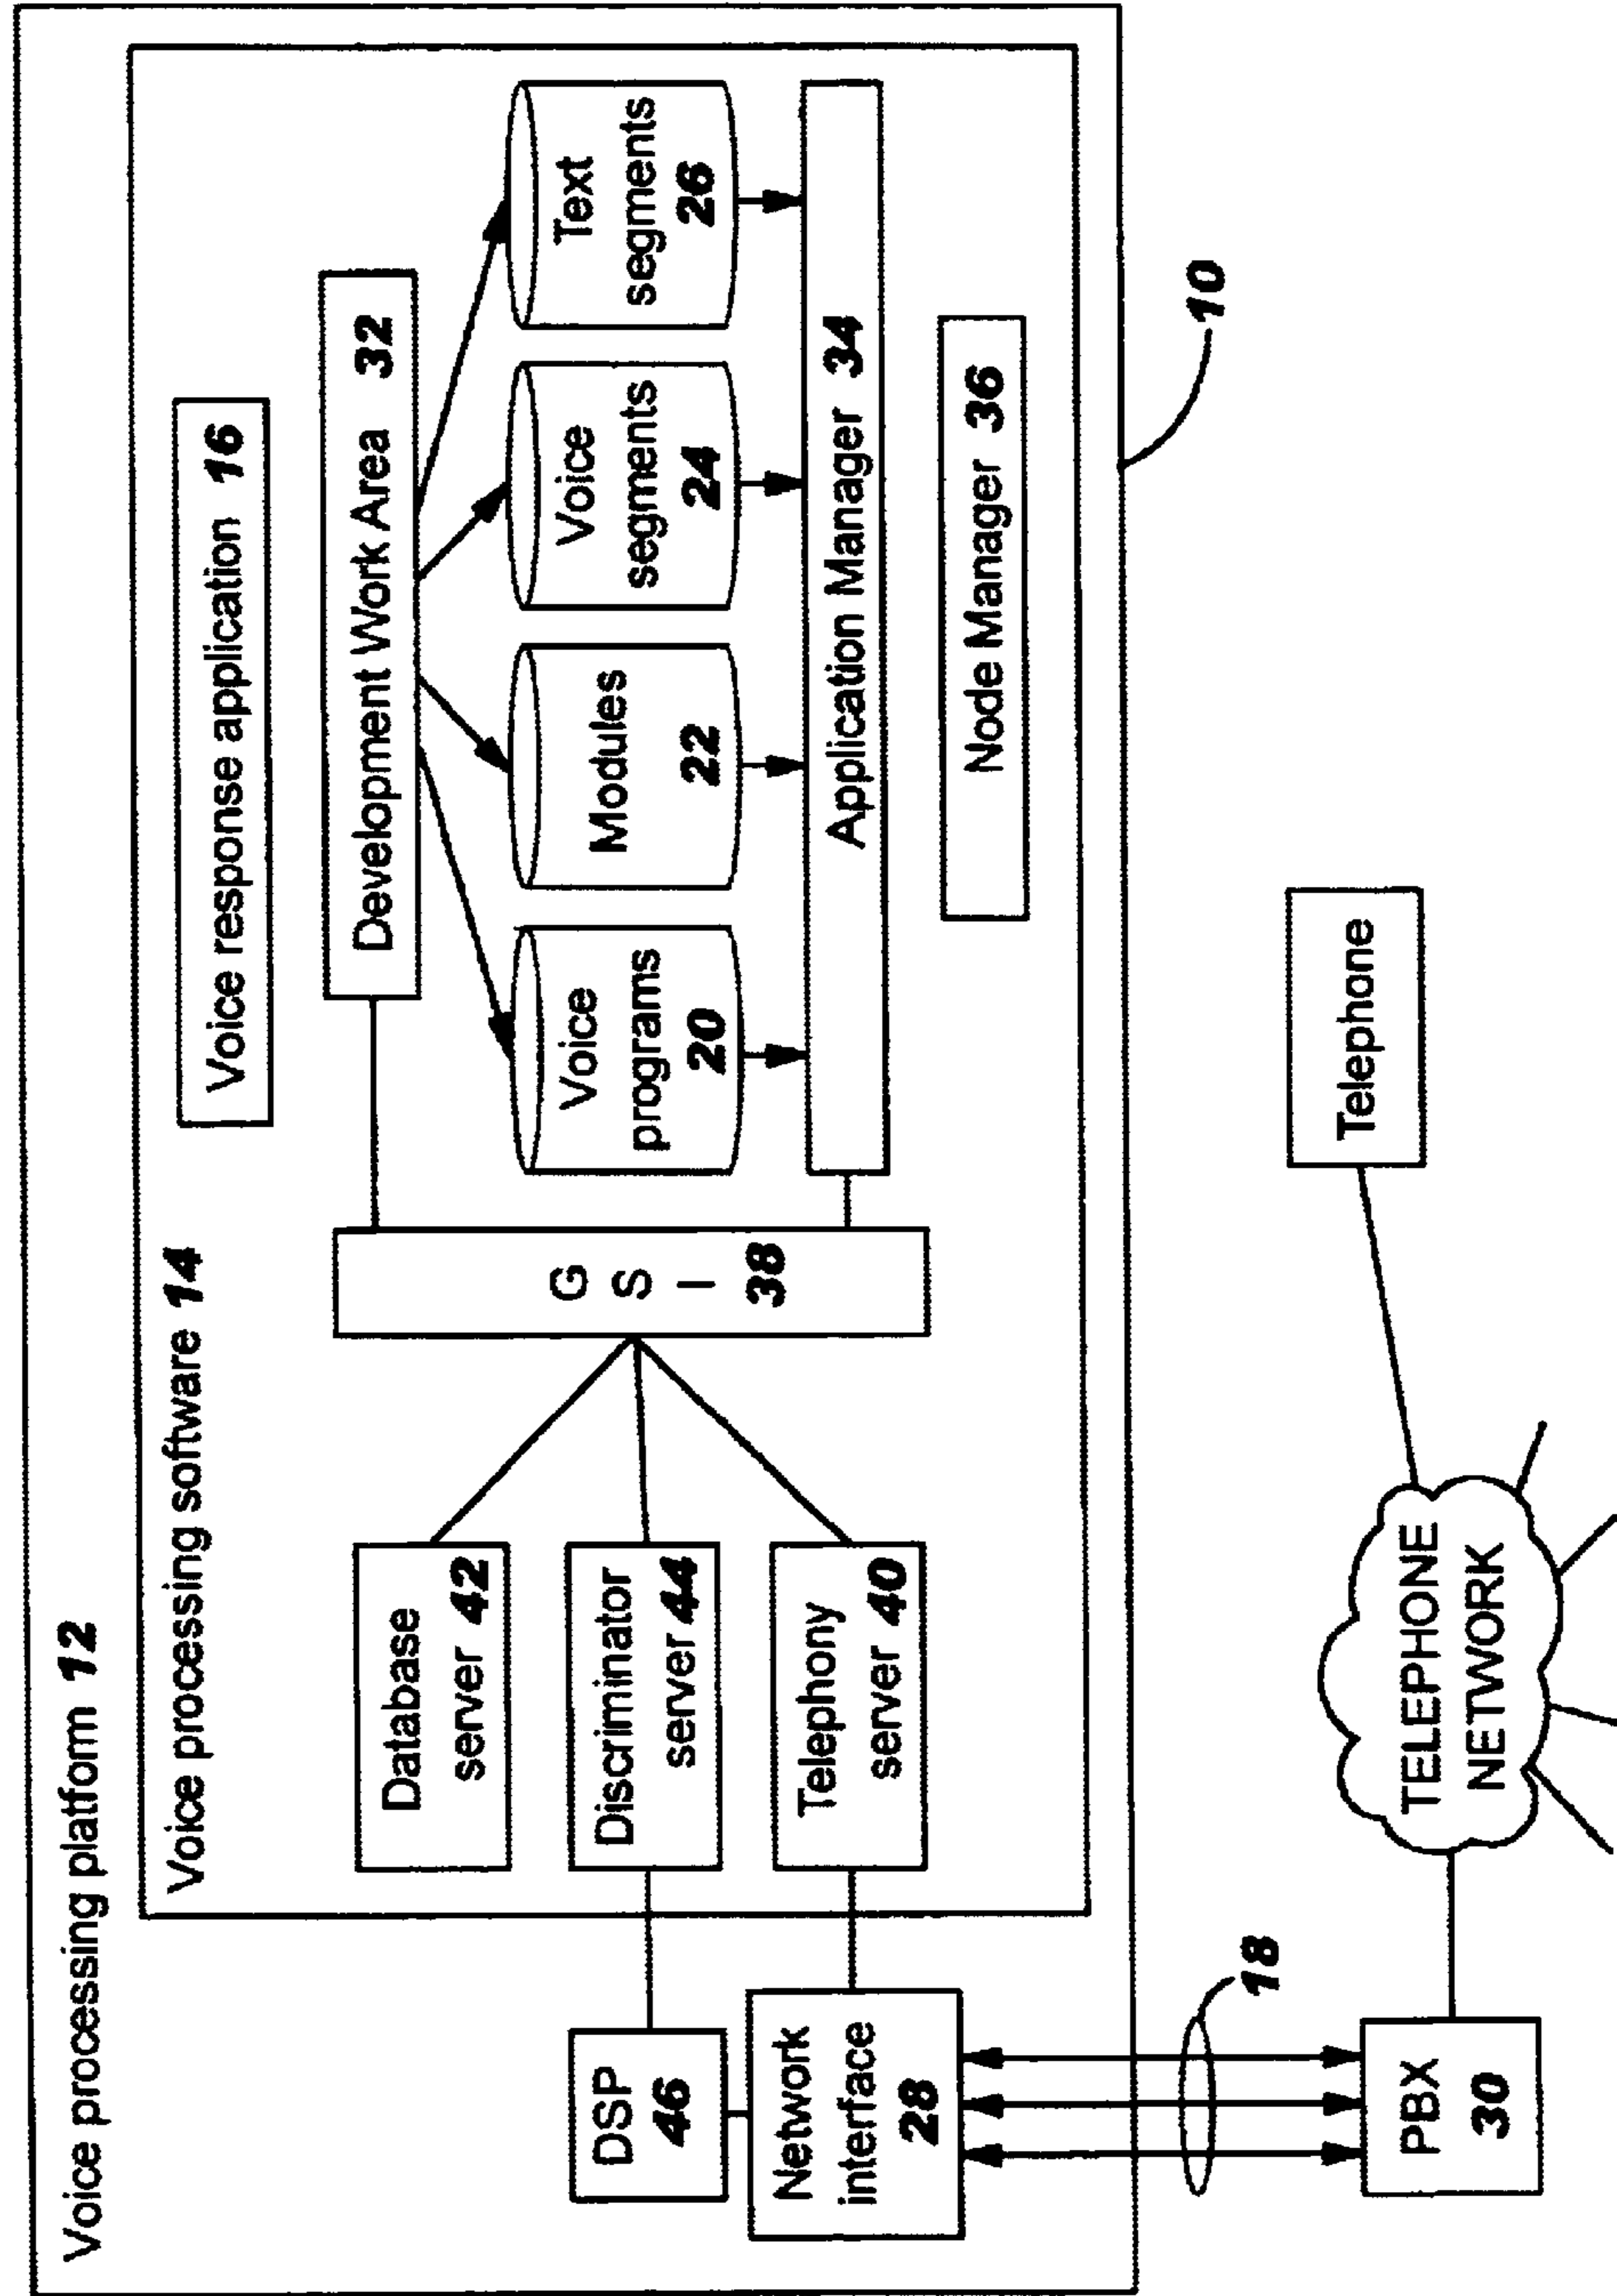 Voice processing platform 12
Voice processing software 14
Voice response application 16
Development Work Area 32
Database
server 42
Discriminator
server 44
Telephony
server 40
G
S
I
38
Voice
programs
20
Modules
22
Voice
segments
24
Text
segments
26
Application Manager 34
Node Manager 36
DSP
46
Network
interface
28
10
18
PBX
30
TELEPHONE
NETWORK
Telephone